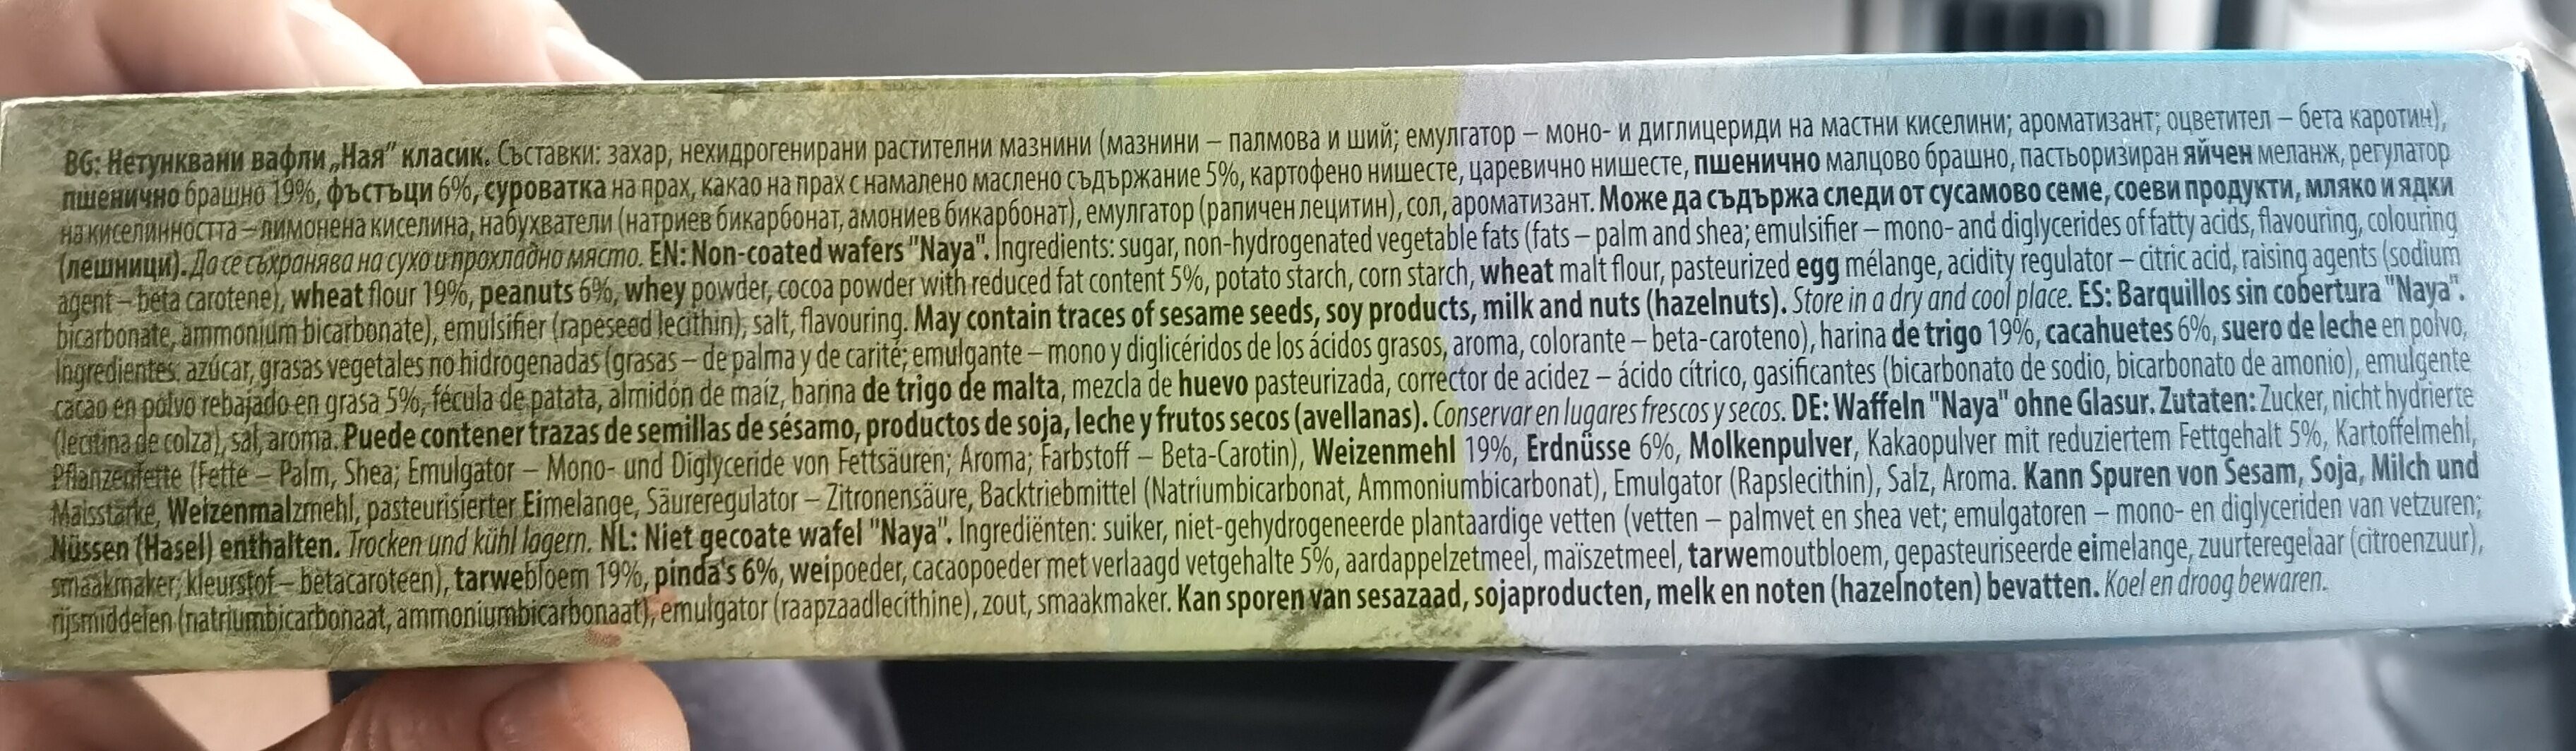 BG: Нетунквани вафли „Ная" класик. Съставки: захар, нехидрогенирани растителни мазнини (мазнини – палмова и ший; емулгатор – моно- и диглицериди на мастни киселини; ароматизант; оцветител – бета каротин),
пшенично брашно 19%, фъстъци 6%, суроватка на прах, какао на прах с намалено маслено съдържание 5%, картофено нишесте, царевично нишесте, пшенично малцово брашно, пастьоризиран яйчен меланж, регулатор
на киселинността – лимонена киселина, набухватели (натриев бикарбонат, амониев бикарбонат), емулгатор (рапичен лецитин), сол, ароматизант. Може да съдържа следи от сусамово семе, соеви продукти, мляко и ядки
(лешници). Да се съхранява на сухо и прохладно място. EN: Non-coated wafers "Naya". Ingredients: sugar, non-hydrogenated vegetable fats (fats – palm and shea; emulsifier – mono- and diglycerides of fatty acids, flavouring, colouring
agent – beta carotene), wheat flour 19%, peanuts 6%, whey powder, cocoa powder with reduced fat content 5%, potato starch, corn starch, wheat malt flour, pasteurized egg mélange, acidity regulator – citric acid, raising agents (sodium
bicarbonate, ammonium bicarbonate), emulsifier (rapeseed lecithin), salt, flavouring. May contain traces of sesame seeds, soy products, milk and nuts (hazelnuts). Store in a dry and cool place. ES: Barquillos sin cobertura "Naya".
Ingredientes: azúcar, grasas vegetales no hidrogenadas (grasas – de palma y de carité; emulgante – mono y diglicéridos de los ácidos grasos, aroma, colorante – beta-caroteno), harina de trigo 19%, cacahuetes 6%, suero de leche en polvo,
cacao en polvo rebajado en grasa 5%, fécula de patata, almidón de maíz, harina de trigo de malta, mezcla de huevo pasteurizada, corrector de acidez – ácido cítrico, gasificantes (bicarbonato de sodio, bicarbonato de amonio), emulgente
(lecitina de colza), sal, aroma. Puede contener trazas de semillas de sésamo, productos de soja, leche y frutos secos (avellanas). Conservar en lugares frescos y secos. DE: Waffeln "Naya" ohne Glasur. Zutaten: Zucker, nicht hydrierte
Pflanzenfette (Fette – Palm, Shea; Emulgator – Mono- und Diglyceride von Fettsäuren; Aroma; Farbstoff – Beta-Carotin), Weizenmehl 19%, Erdnüsse 6%, Molkenpulver, Kakaopulver mit reduziertem Fettgehalt 5%, Kartoffelmehl,
Maisstärke, Weizenmalzmehl, pasteurisierter Eimelange, Säureregulator – Zitronensäure, Backtriebmittel (Natriumbicarbonat, Ammoniumbicarbonat), Emulgator (Rapslecithin), Salz, Aroma. Kann Spuren von Sesam, Soja, Milch und
Nüssen (Hasel) enthalten. Trocken und kühl lagern. NL: Niet gecoate wafel "Naya". Ingrediënten: suiker, niet-gehydrogeneerde plantaardige vetten (vetten – palmvet en shea vet; emulgatoren – mono- en diglyceriden van vetzuren;
smaakmaker; kleurstof – bètacaroteen), tarwebloem 19%, pinda's 6%, weipoeder, cacaopoeder met verlaagd vetgehalte 5%, aardappelzetmeel, maïszetmeel, tarwemoutbloem, gepasteuriseerde eimelange, zuurteregelaar (citroenzuur),
rijsmiddelen (natriumbicarbonaat, ammoniumbicarbonaat), emulgator (raapzaadlecithine), zout, smaakmaker. Kan sporen van sesazaad, sojaproducten, melk en noten (hazelnoten) bevatten. Koel en droog bewaren.